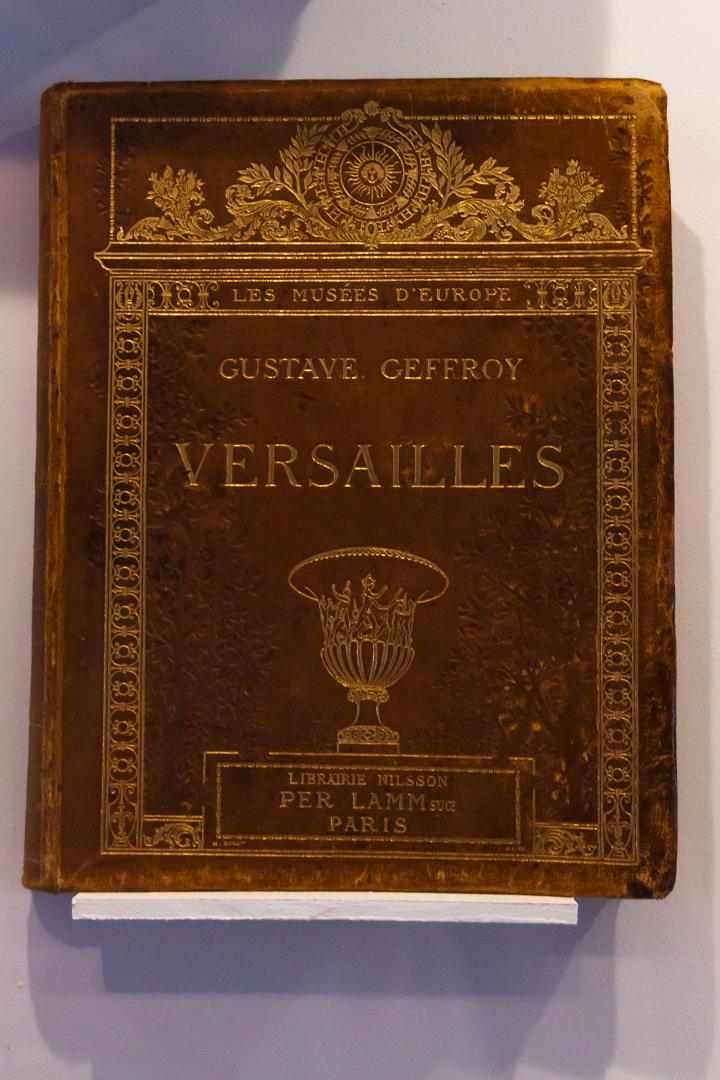 LES MUSÉES D'EUROPE
GUSTAVE GEFFROY
VERSAILLES
LIBRAIRIE NILSSON
PER LAMM SUCR
PARIS